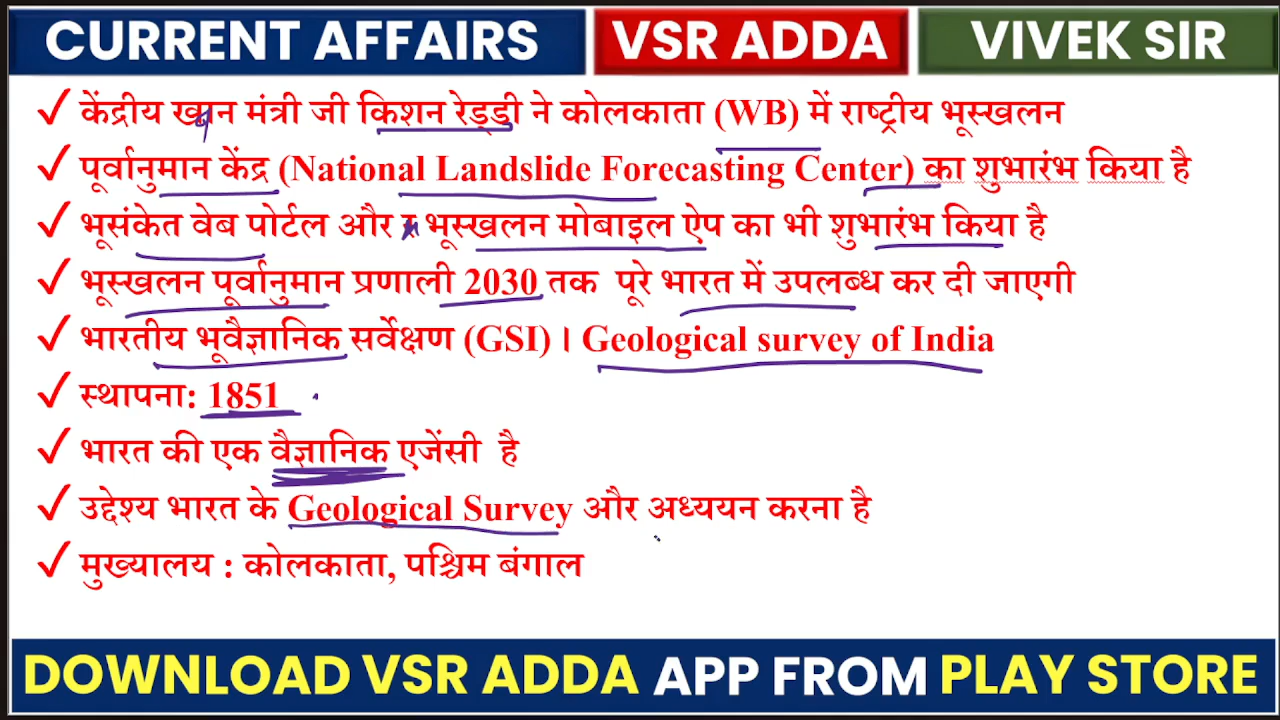 CURRENT AFFAIRS VSR ADDA VIVEK SIR
✓ केंद्रीय खान मंत्री जी किशन रेड्डी ने कोलकाता (WB) में राष्ट्रीय भूस्खलन
✓ पूर्वानुमान केंद्र (National Landslide Forecasting Center) का शुभारंभ किया है
✓ भूसंकेत वेब पोर्टल और भूस्खलन मोबाइल ऐप का भी शुभारंभ किया है
✓ भूस्खलन पूर्वानुमान प्रणाली 2030 तक पूरे भारत में उपलब्ध कर दी जाएगी
✓ भारतीय भूवैज्ञानिक सर्वेक्षण (GSI) । Geological survey of India
✓ स्थापना: 1851
✓ भारत की एक वैज्ञानिक एजेंसी है
✓ उद्देश्य भारत के Geological Survey और अध्ययन करना है
✓ मुख्यालय : कोलकाता, पश्चिम बंगाल
DOWNLOAD VSR ADDA APP FROM PLAY STORE